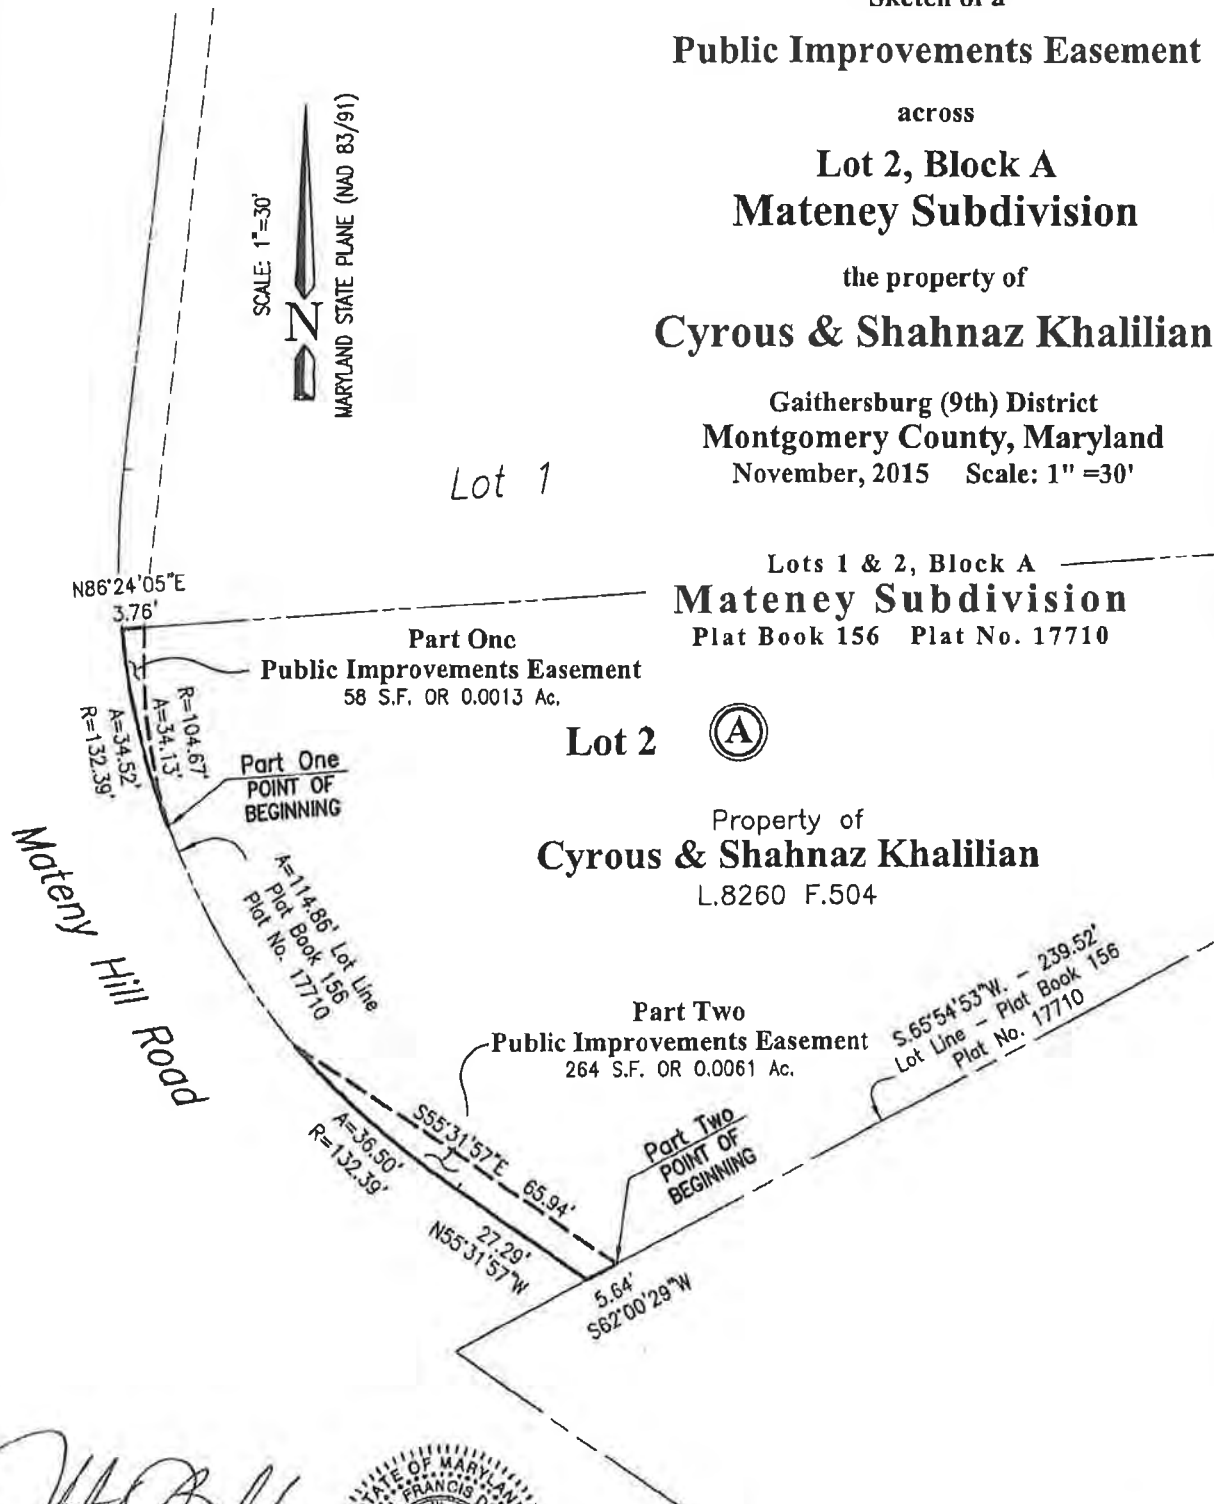 Sketch of a
Public Improvements Easement
across
Lot 2, Block A
Mateney Subdivision
the property of
Cyrous & Shahnaz Khalilian
Gaithersburg (9th) District
Montgomery County, Maryland
November, 2015 Scale: 1" =30'
SCALE: 1"=30'
N
MARYLAND STATE PLANE (NAD 83/91)
Lot 1
Lots 1 & 2, Block A
Mateney Subdivision
Plat Book 156 Plat No. 17710
N86°24'05"E
3.76'
Part One
Public Improvements Easement
58 S.F. OR 0.0013 Ac.
R=104.67'
A=34.13'
A=34.52'
R=132.39'
Lot 2
A
Part One
POINT OF
BEGINNING
Property of
Cyrous & Shahnaz Khalilian
L.8260 F.504
Mateny Hill Road
A=114.86' Lot Line
Plat Book 156
Plat No. 17710
S.65°54'53"W. - 239.52'
Lot Line - Plat Book 156
Plat No. 17710
Part Two
Public Improvements Easement
264 S.F. OR 0.0061 Ac.
S55°31'57"E 65.94'
A=36.50'
R=132.39'
Part Two
POINT OF
BEGINNING
27.29'
N55°31'57"W
5.64'
S62°00'29"W
STATE OF MARYLAND
FRANCIS D